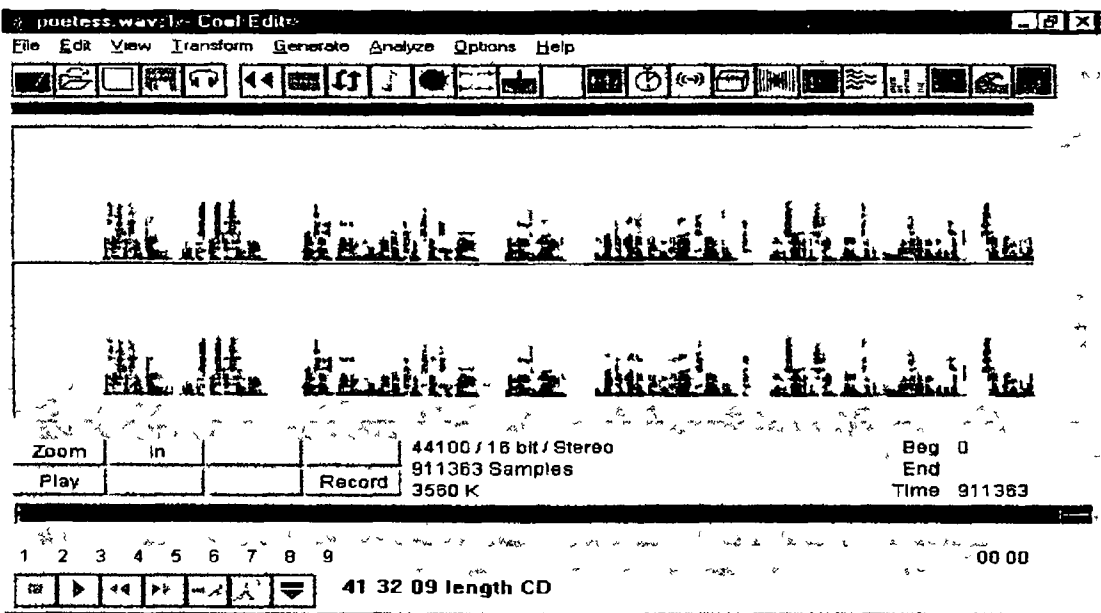 poetess.wav:1 - Cool Edit
File Edit View Transform Generate Analyze Options Help
Zoom In
44100 / 16 bit / Stereo
Beg 0
911363 Samples
End
Play Record
3560 K
Time 911363
1 2 3 4 5 6 7 8 9
00 00
41 32 09 length CD